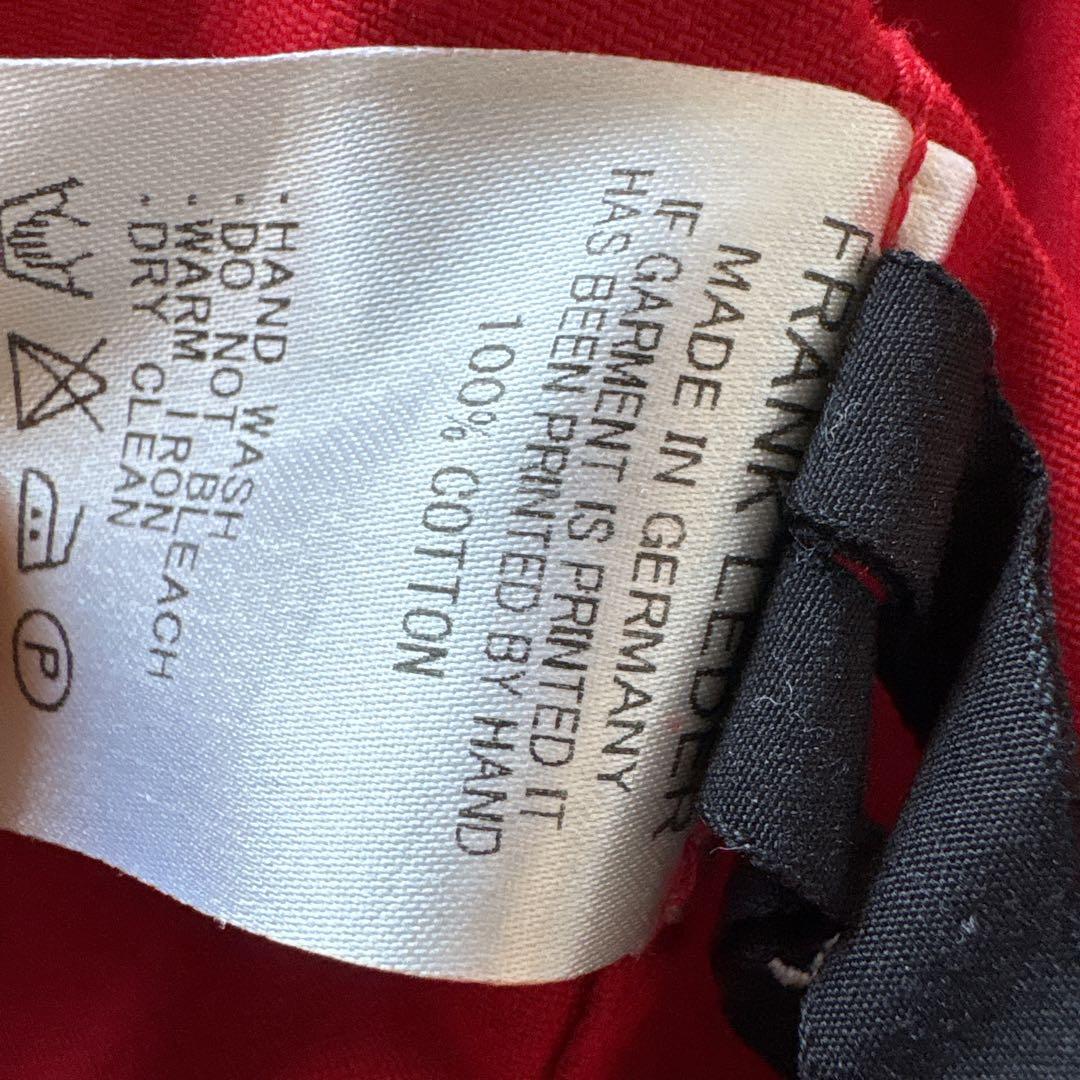 FRANK LEDER
MADE IN GERMANY
IF GARMENT IS PRINTED IT
HAS BEEN PRINTED BY HAND
100% COTTON
. HAND WASH
. DO NOT BLEACH
. WARM IRON
. DRY CLEAN
P